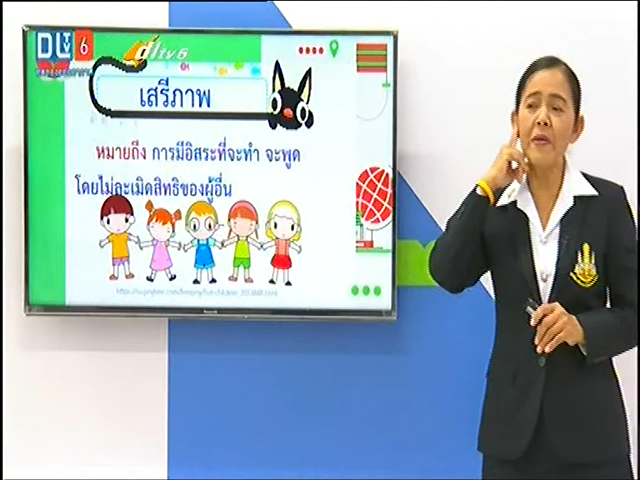 DLTV 6
dltv 6
เสรีภาพ
หมายถึง การมีอิสระที่จะทำ จะพูด
โดยไม่ละเมิดสิทธิของผู้อื่น